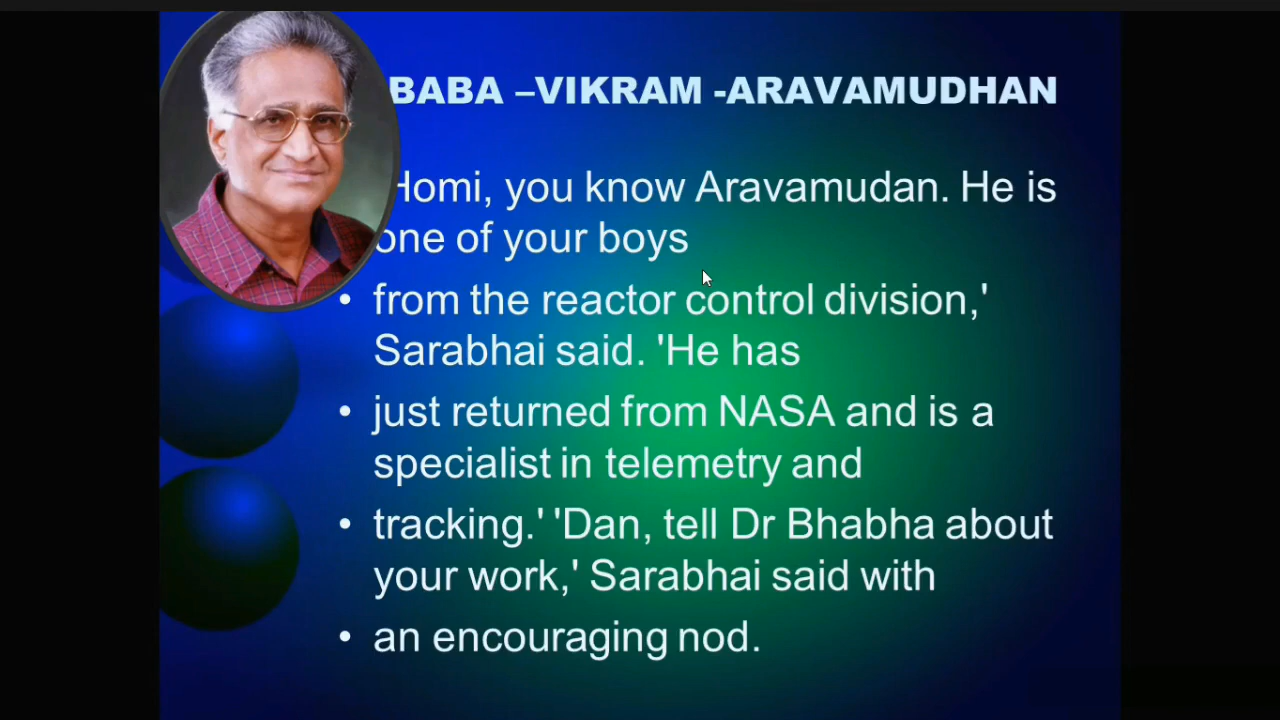 BABA –VIKRAM -ARAVAMUDHAN
Homi, you know Aravamudan. He is
one of your boys
• from the reactor control division,'
Sarabhai said. 'He has
• just returned from NASA and is a
specialist in telemetry and
• tracking.' 'Dan, tell Dr Bhabha about
your work,' Sarabhai said with
• an encouraging nod.